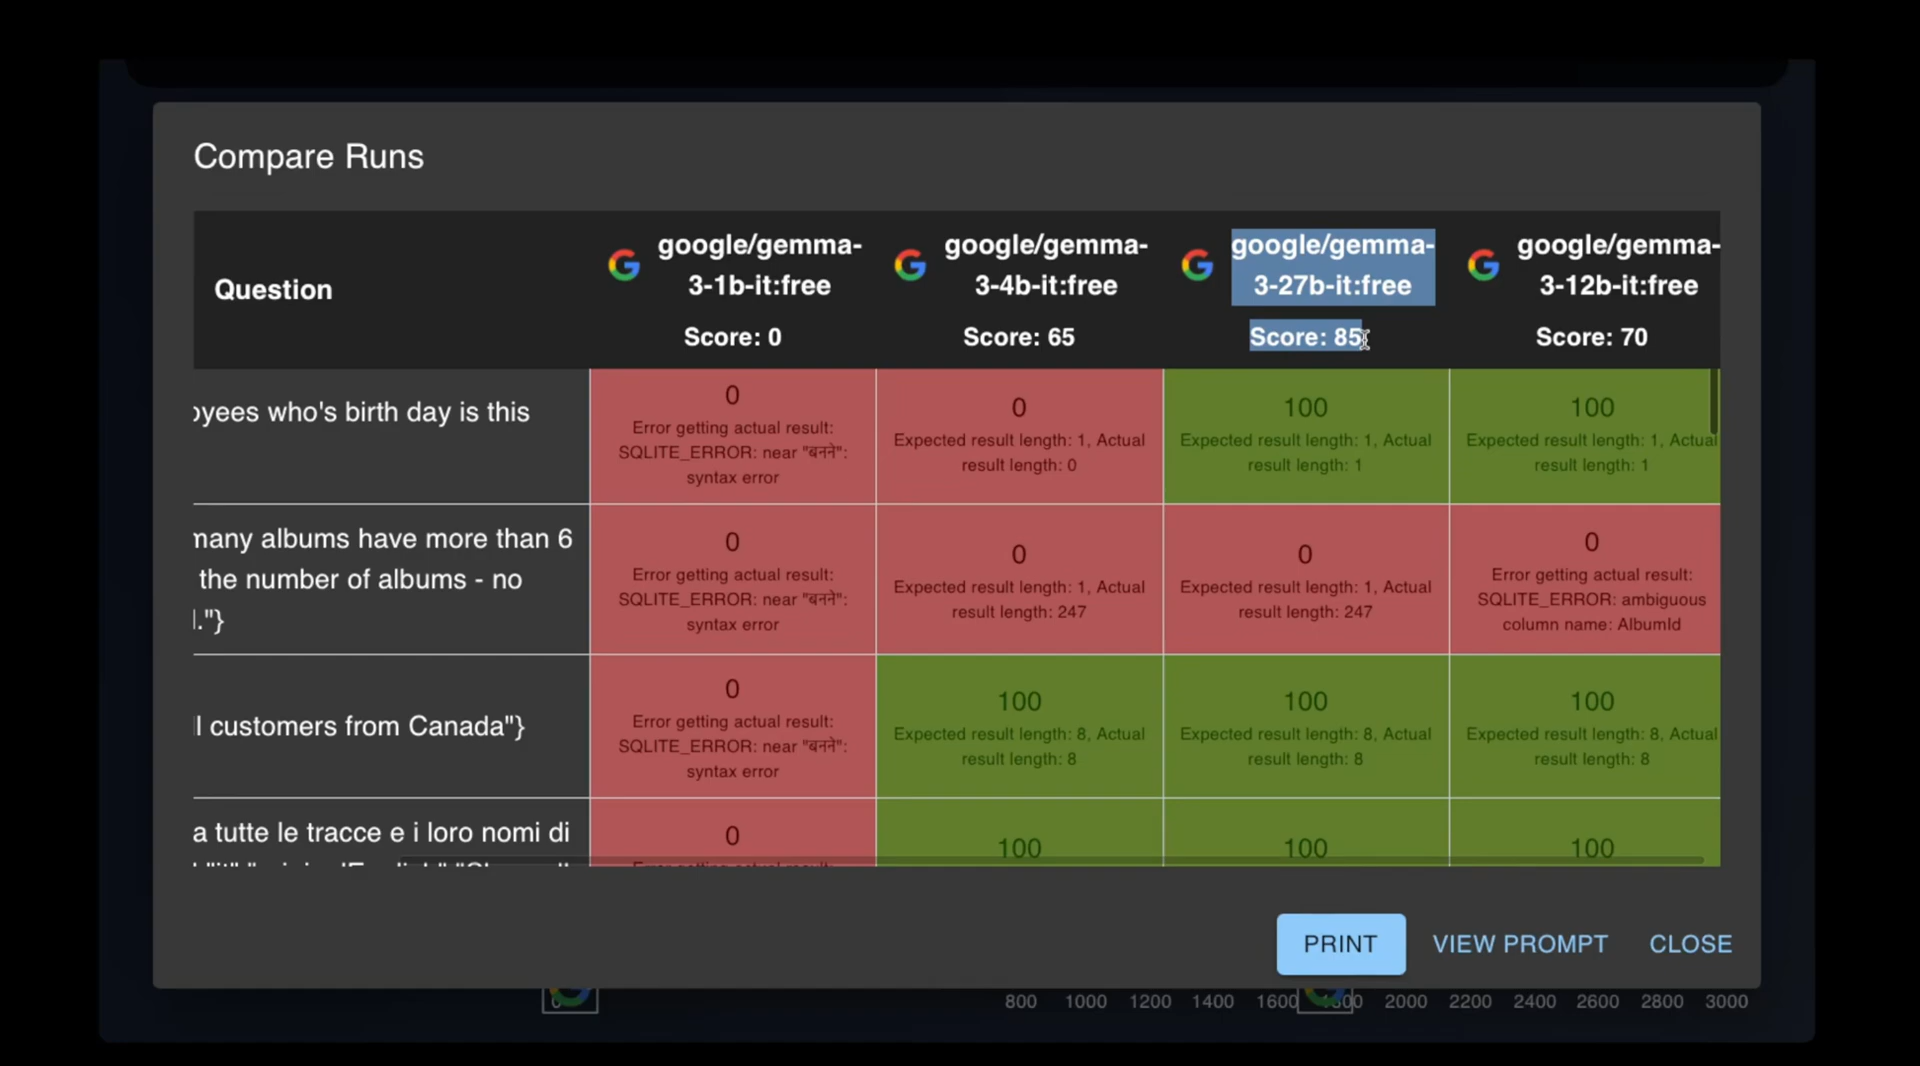 Compare Runs
Question
google/gemma-
3-1b-it:free
Score: 0
google/gemma-
3-4b-it:free
Score: 65
google/gemma-
3-27b-it:free
Score: 85
google/gemma-
3-12b-it:free
Score: 70
oyees who's birth day is this
0
Error getting actual result:
SQLITE_ERROR: near "बनने":
syntax error
0
Expected result length: 1, Actual
result length: 0
100
Expected result length: 1, Actual
result length: 1
100
Expected result length: 1, Actual
result length: 1
many albums have more than 6
the number of albums - no
."}
0
Error getting actual result:
SQLITE_ERROR: near "बनने":
syntax error
0
Expected result length: 1, Actual
result length: 247
0
Expected result length: 1, Actual
result length: 247
0
Error getting actual result:
SQLITE_ERROR: ambiguous
column name: AlbumId
l customers from Canada"}
0
Error getting actual result:
SQLITE_ERROR: near "बनने":
syntax error
100
Expected result length: 8, Actual
result length: 8
100
Expected result length: 8, Actual
result length: 8
100
Expected result length: 8, Actual
result length: 8
a tutte le tracce e i loro nomi di
0
100
100
100
PRINT
VIEW PROMPT
CLOSE
800 1000 1200 1400 1600 1800 2000 2200 2400 2600 2800 3000